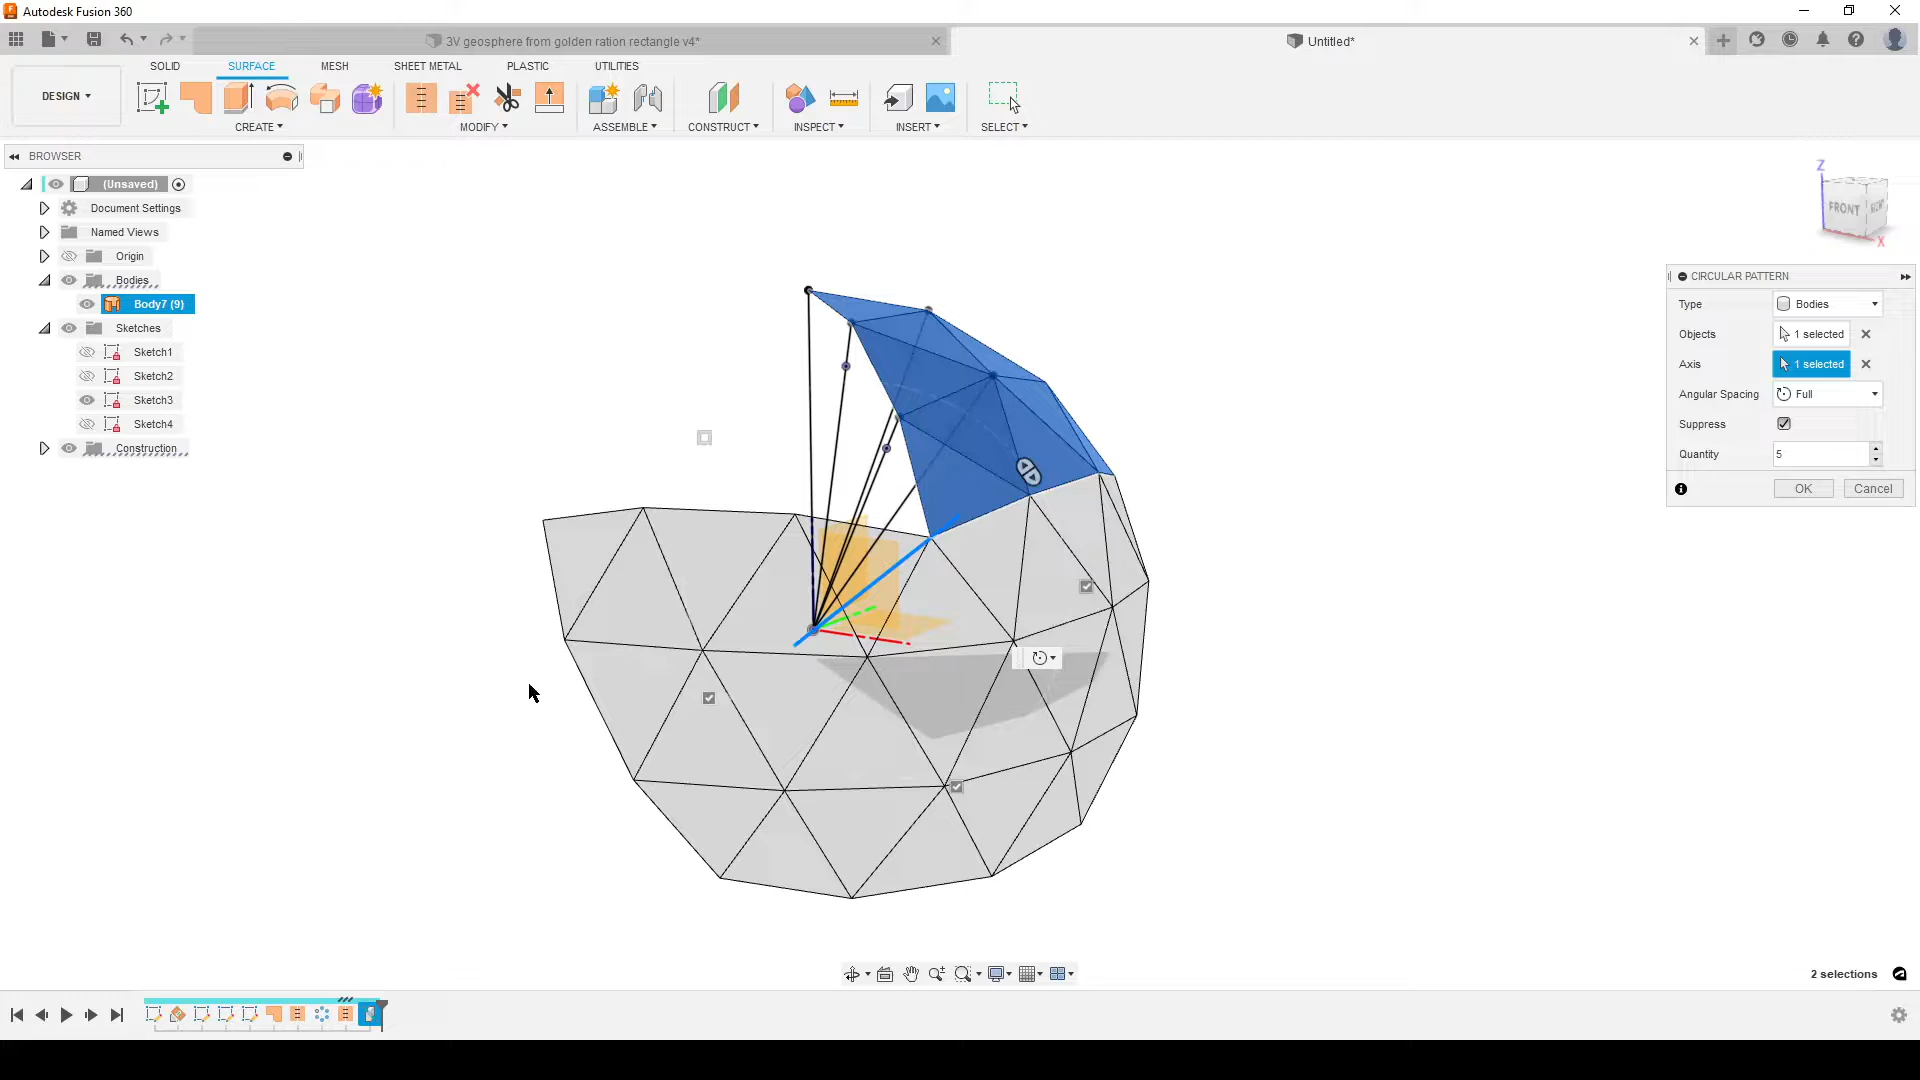 Autodesk Fusion 360
3V geosphere from golden ration rectangle v4*
Untitled*
DESIGN
SOLID
SURFACE
MESH
SHEET METAL
PLASTIC
UTILITIES
CREATE
MODIFY
ASSEMBLE
CONSTRUCT
INSPECT
INSERT
SELECT
BROWSER
(Unsaved)
Document Settings
Named Views
Origin
Bodies
Body7 (9)
Sketches
Sketch1
Sketch2
Sketch3
Sketch4
Construction
Z
FRONT
RIGHT
X
CIRCULAR PATTERN
Type
Bodies
Objects
1 selected
Axis
1 selected
Angular Spacing
Full
Suppress
Quantity
5
OK
Cancel
2 selections